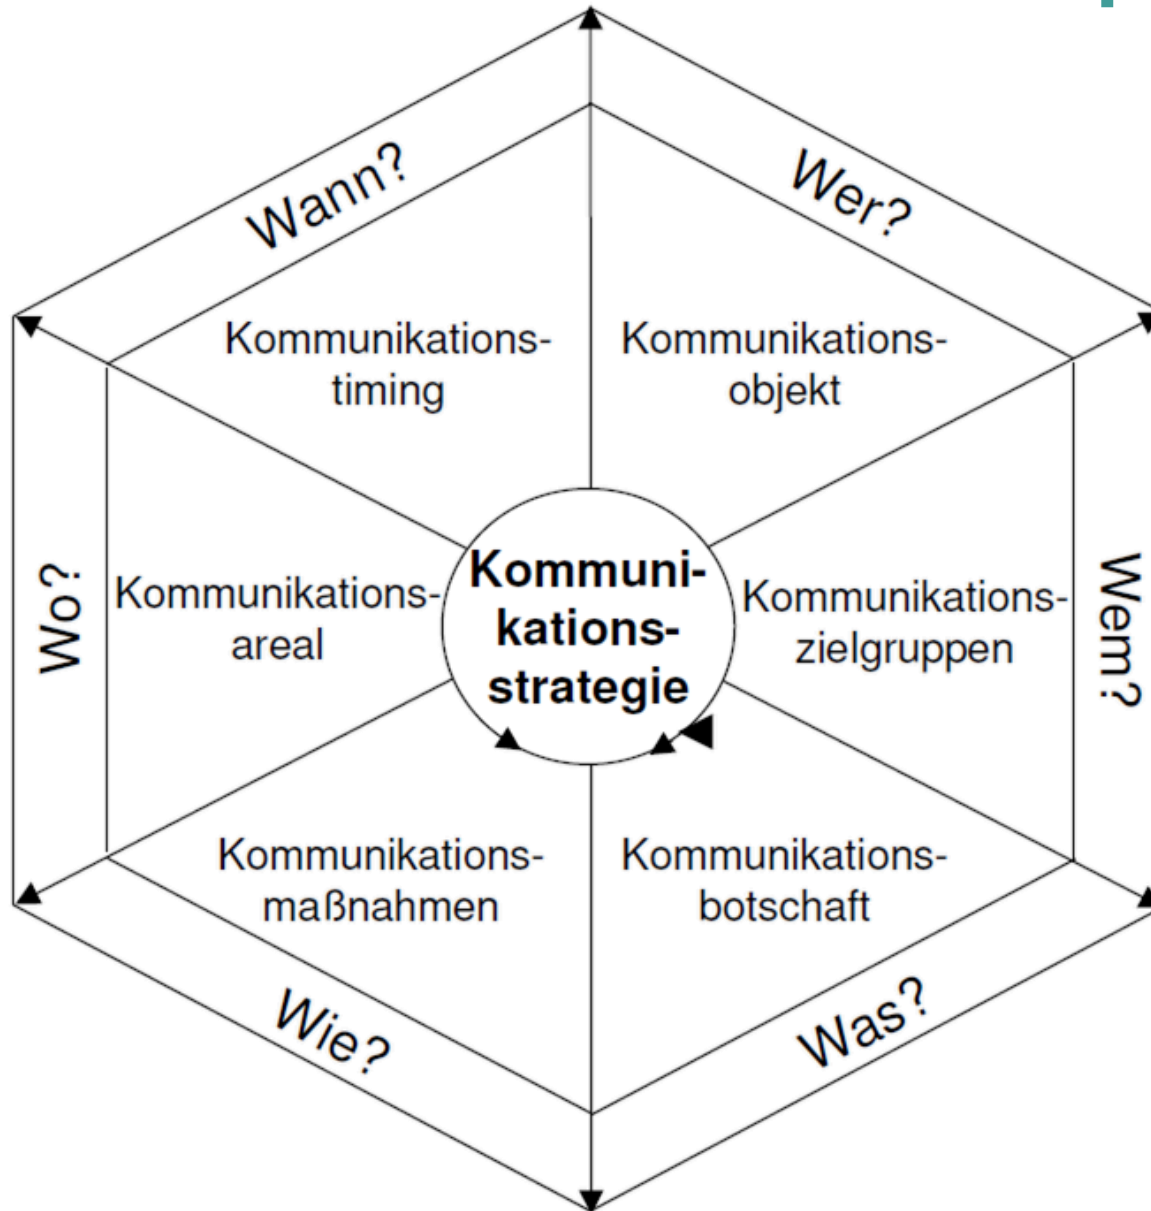 Wann?
Wer?
Kommunikations-
timing
Kommunikations-
objekt
Wo?
Kommunikations-
areal
Kommuni-
kations-
strategie
Kommunikations-
zielgruppen
Wem?
Kommunikations-
maßnahmen
Kommunikations-
botschaft
Wie?
Was?